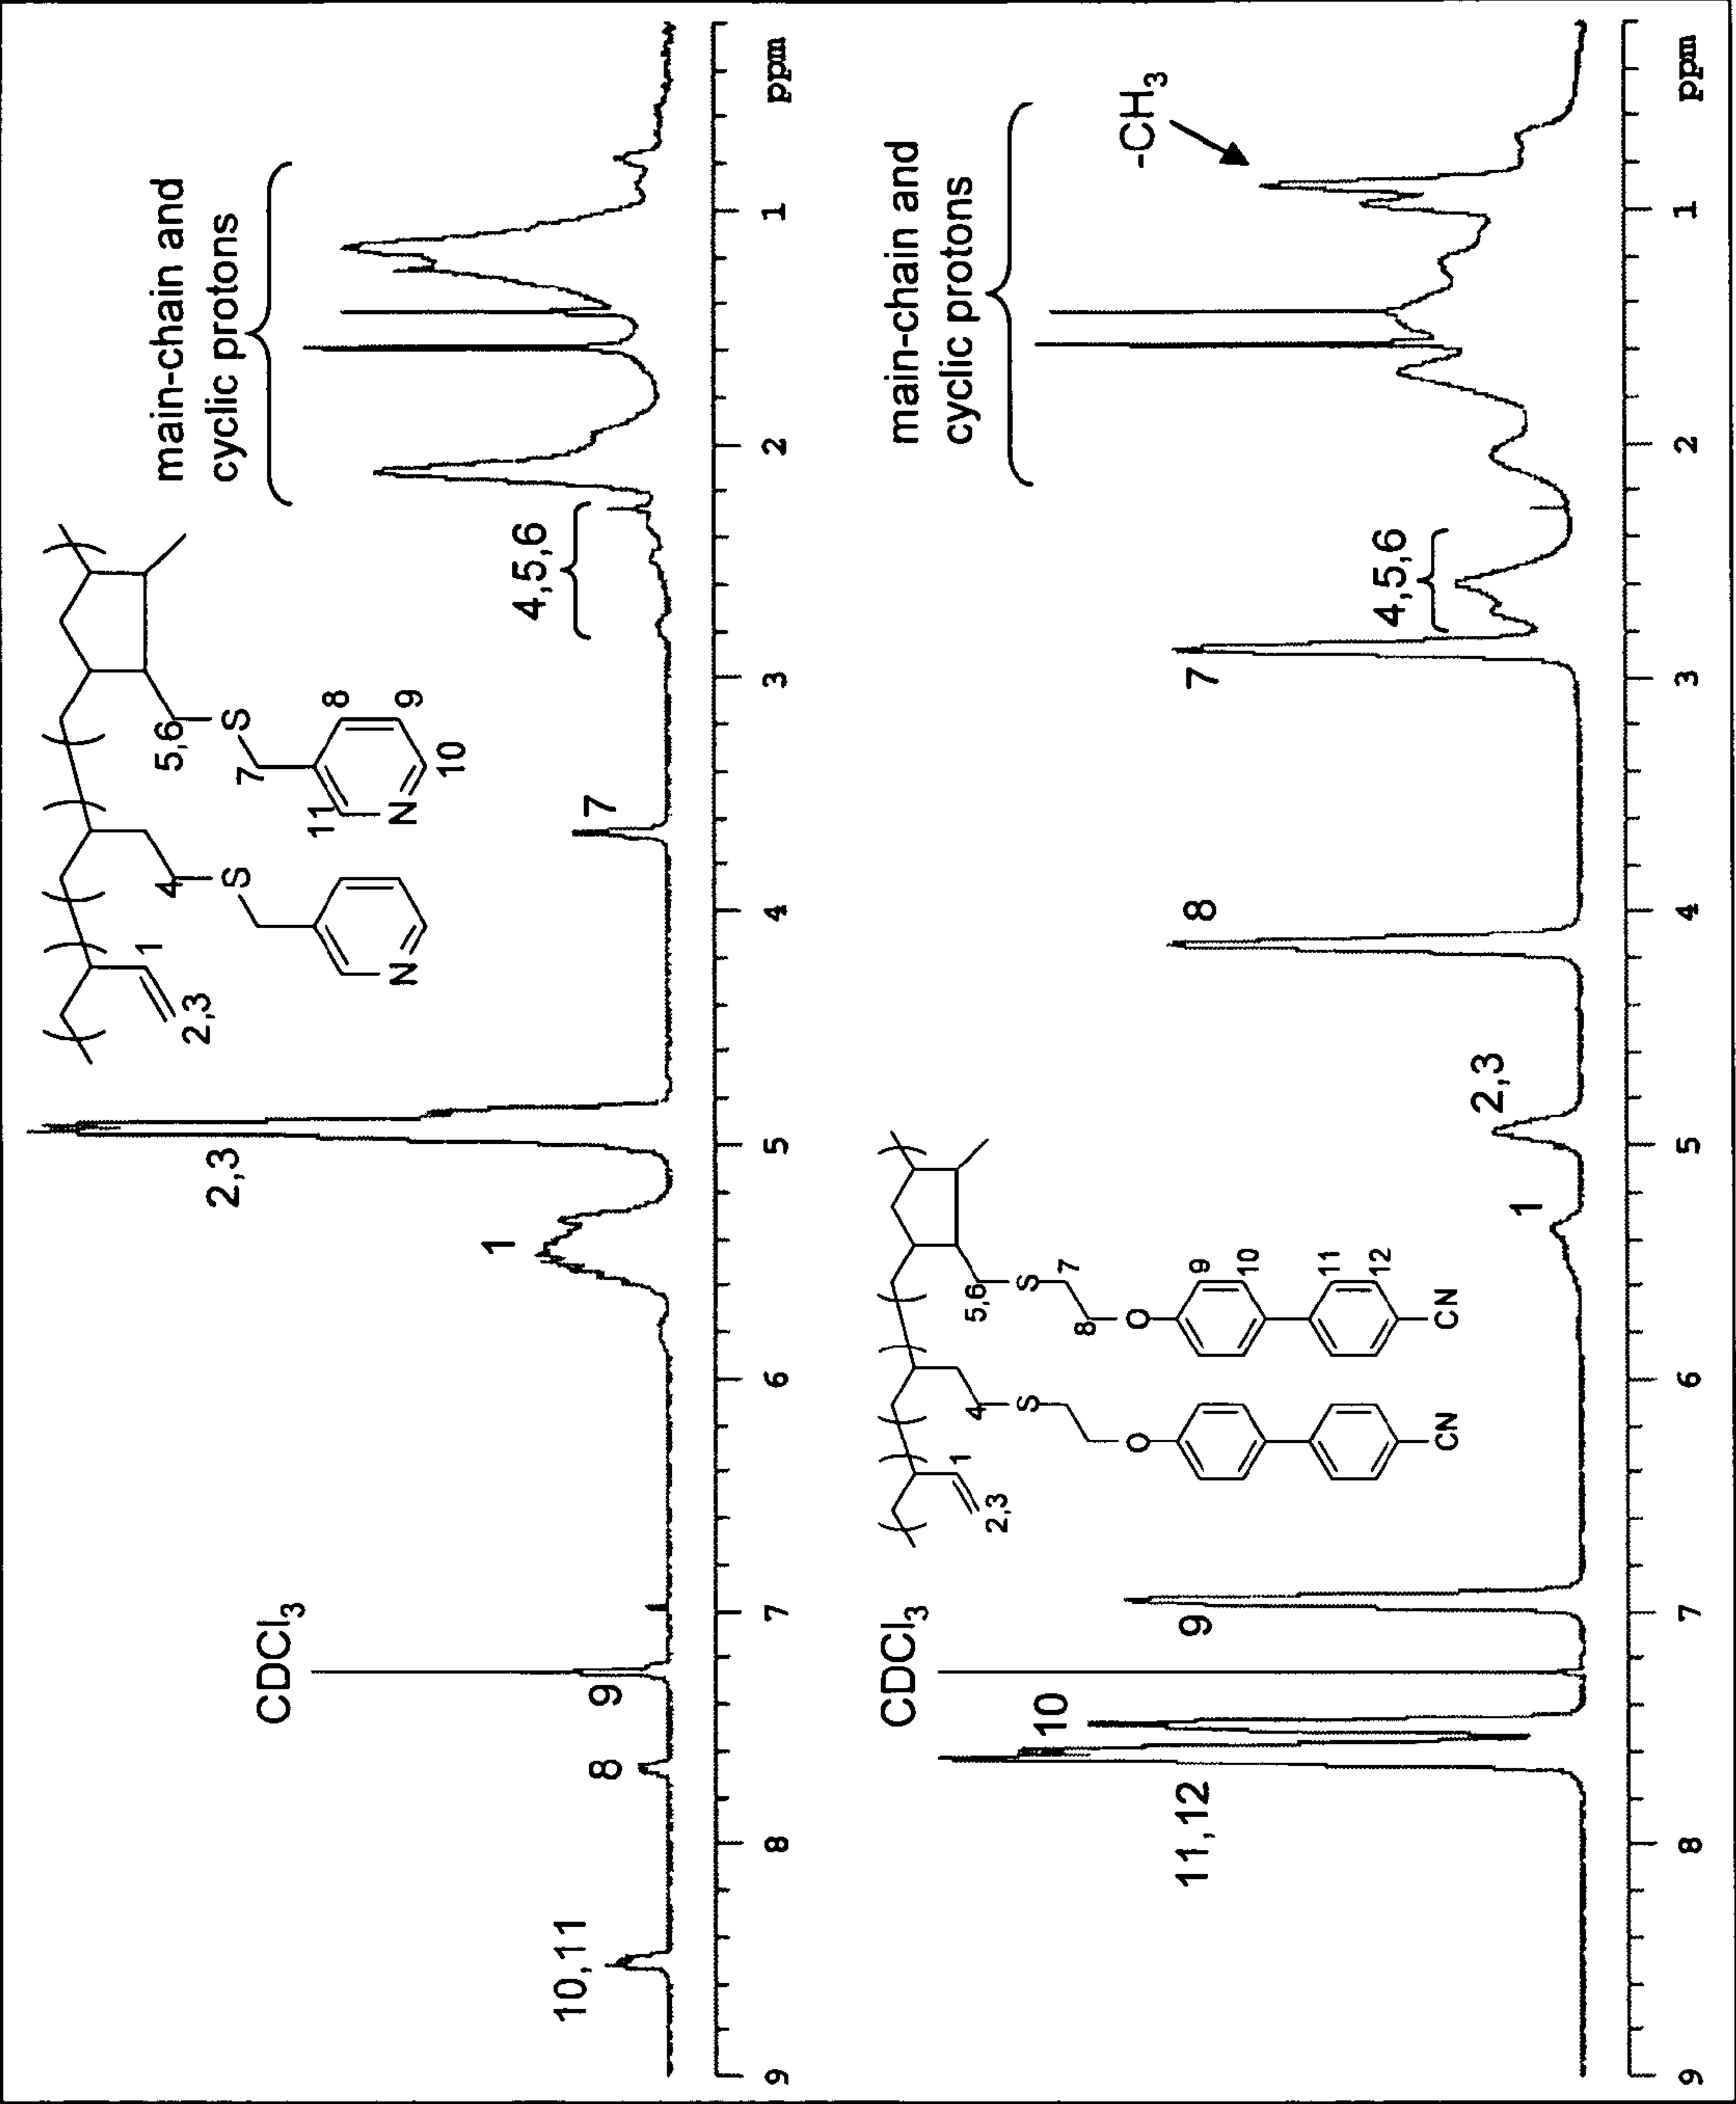 main-chain and
cyclic protons
4,5,6
7
2,3
1
CDCl3
9
8
10,11
1
2,3
4
S
N
5,6
S
7
8
9
10
11
N
9 8 7 6 5 4 3 2 1 ppm
main-chain and
cyclic protons
-CH3
4,5,6
7
8
2,3
1
9
CDCl3
10
11,12
1
2,3
4
S
O
CN
5,6
S
7
8
O
9
10
11
12
CN
9 8 7 6 5 4 3 2 1 ppm